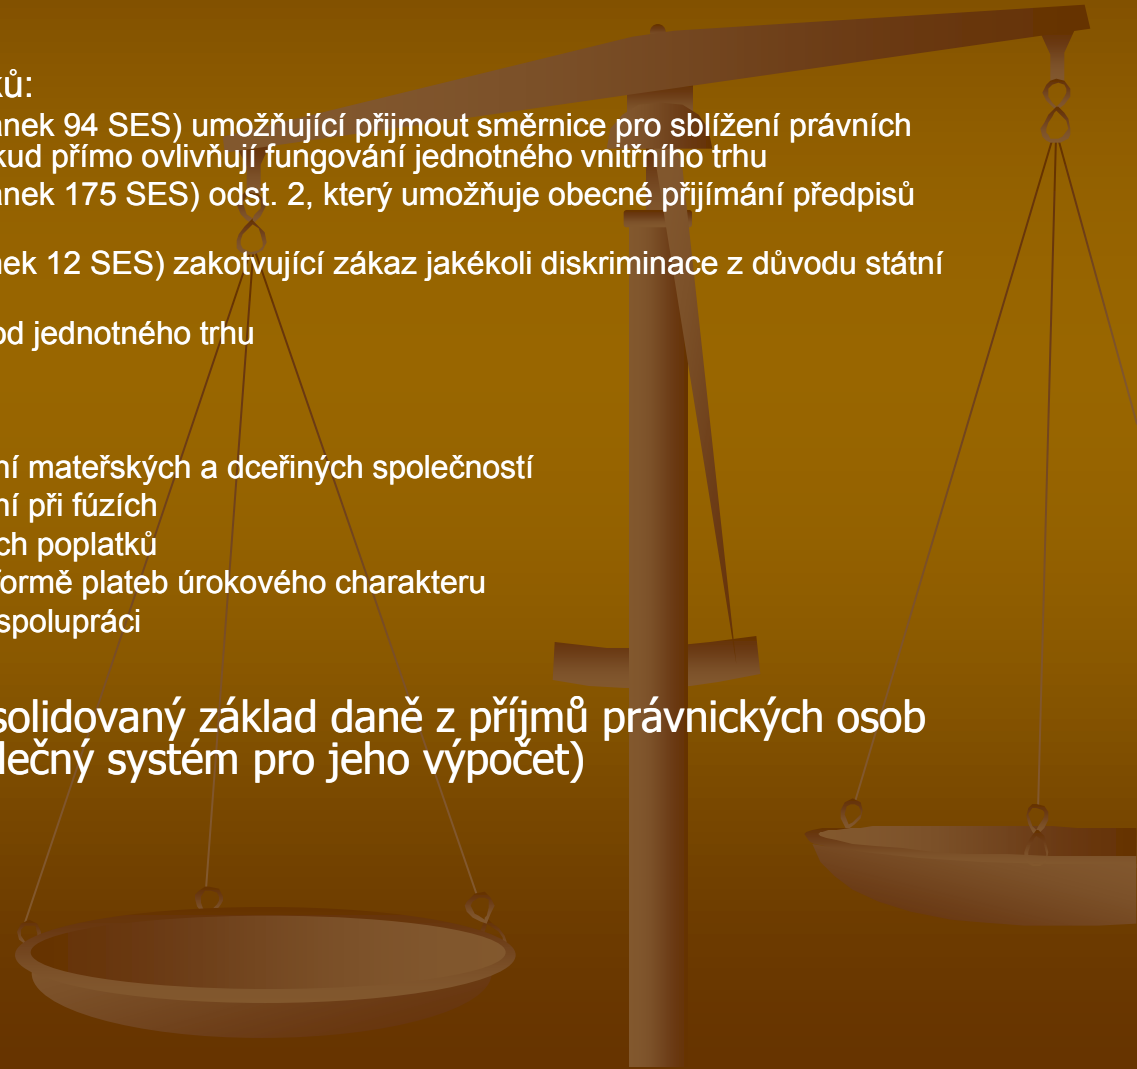 ků:
ánek 94 SES) umožňující přijmout směrnice pro sblížení právních
kud přímo ovlivňují fungování jednotného vnitřního trhu
ánek 175 SES) odst. 2, který umožňuje obecné přijímání předpisů
nek 12 SES) zakotvující zákaz jakékoli diskriminace z důvodu státní
od jednotného trhu
ní mateřských a dceřiných společností
ní při fúzích
ch poplatků
formě plateb úrokového charakteru
spolupráci
solidovaný základ daně z příjmů právnických osob
lečný systém pro jeho výpočet)